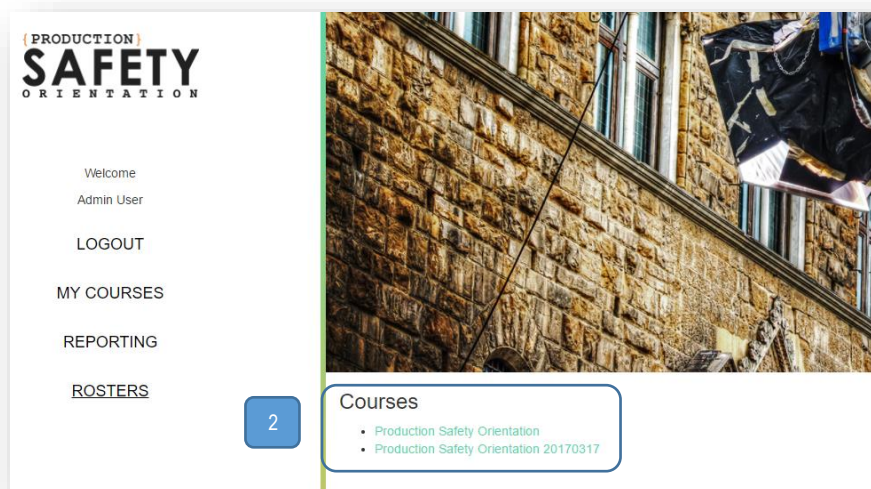 {PRODUCTION}
SAFETY
ORIENTATION
Welcome
Admin User
LOGOUT
MY COURSES
REPORTING
ROSTERS
2
Courses
Production Safety Orientation
Production Safety Orientation 20170317